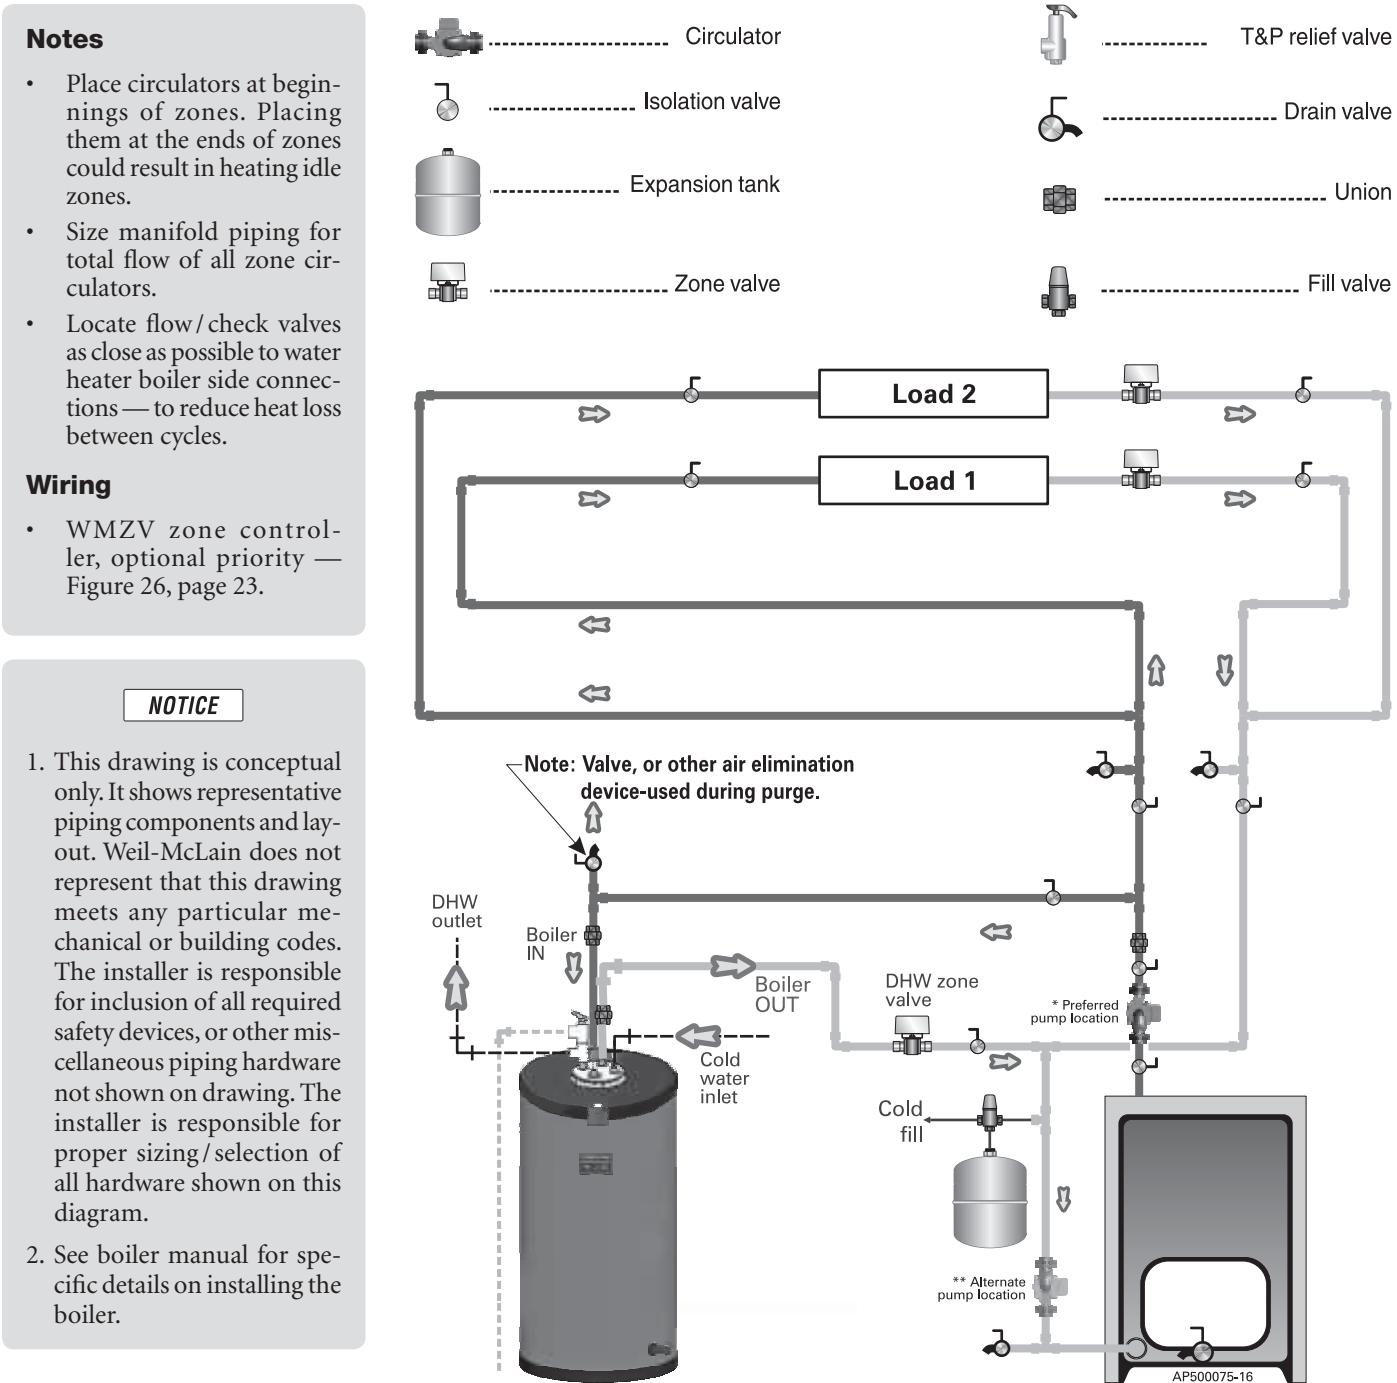 Notes
• Place circulators at begin-
nings of zones. Placing
them at the ends of zones
could result in heating idle
zones.
• Size manifold piping for
total flow of all zone cir-
culators.
• Locate flow/check valves
as close as possible to water
heater boiler side connec-
tions — to reduce heat loss
between cycles.
Wiring
• WMZV zone control-
ler, optional priority —
Figure 26, page 23.
NOTICE
1. This drawing is conceptual
only. It shows representative
piping components and lay-
out. Weil-McLain does not
represent that this drawing
meets any particular me-
chanical or building codes.
The installer is responsible
for inclusion of all required
safety devices, or other mis-
cellaneous piping hardware
not shown on drawing. The
installer is responsible for
proper sizing/selection of
all hardware shown on this
diagram.
2. See boiler manual for spe-
cific details on installing the
boiler.
Circulator
Isolation valve
Expansion tank
Zone valve
T&P relief valve
Drain valve
Union
Fill valve
Load 2
Load 1
Note: Valve, or other air elimination
device-used during purge.
DHW
outlet
Boiler
IN
Boiler
OUT
DHW zone
valve
* Preferred
pump location
Cold
water
inlet
Cold
fill
** Alternate
pump location
AP500075-16